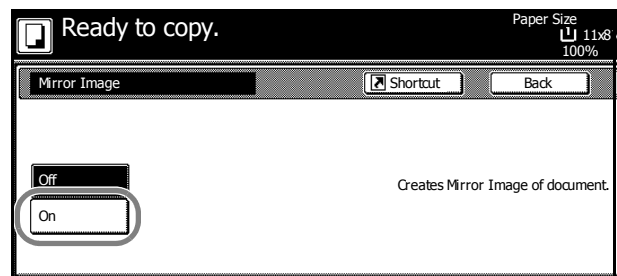 Ready to copy.
Paper Size
11x8
100%
Mirror Image
Shortcut
Back
Off
Creates Mirror Image of document.
On